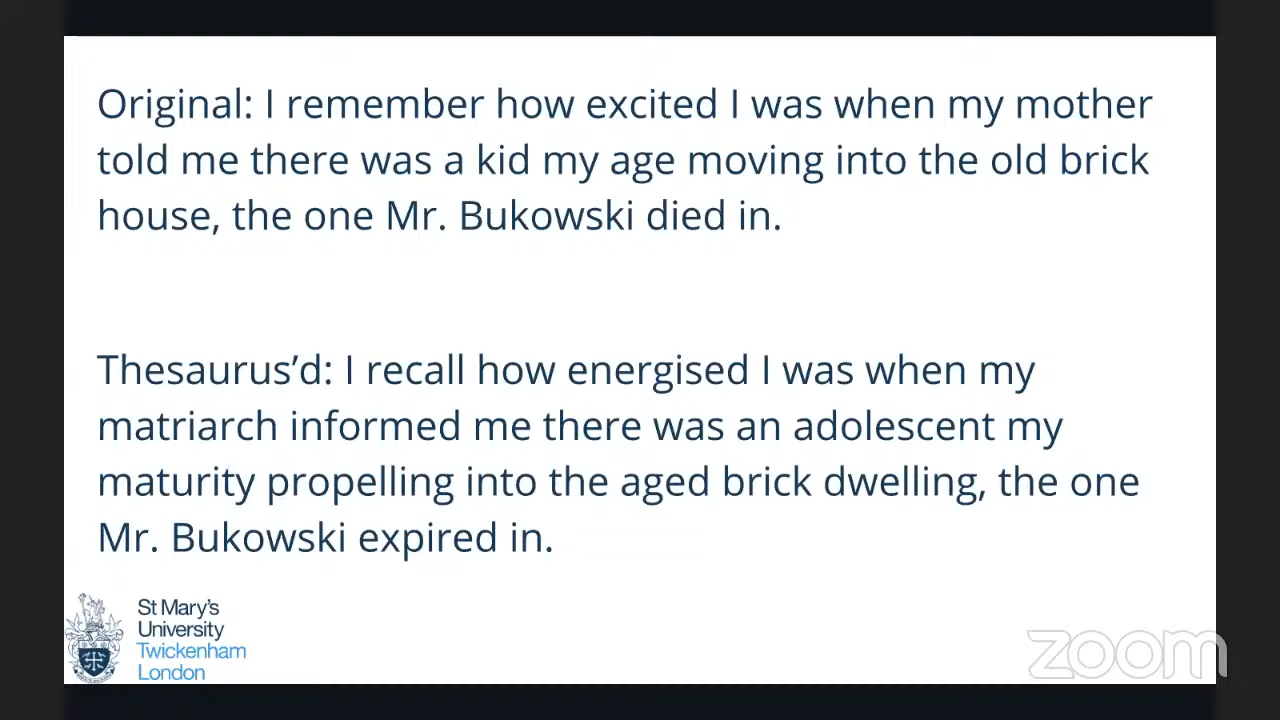 Original: I remember how excited I was when my mother
told me there was a kid my age moving into the old brick
house, the one Mr. Bukowski died in.
Thesaurus’d: I recall how energised I was when my
matriarch informed me there was an adolescent my
maturity propelling into the aged brick dwelling, the one
Mr. Bukowski expired in.
St Mary’s
University
Twickenham
London
zoom